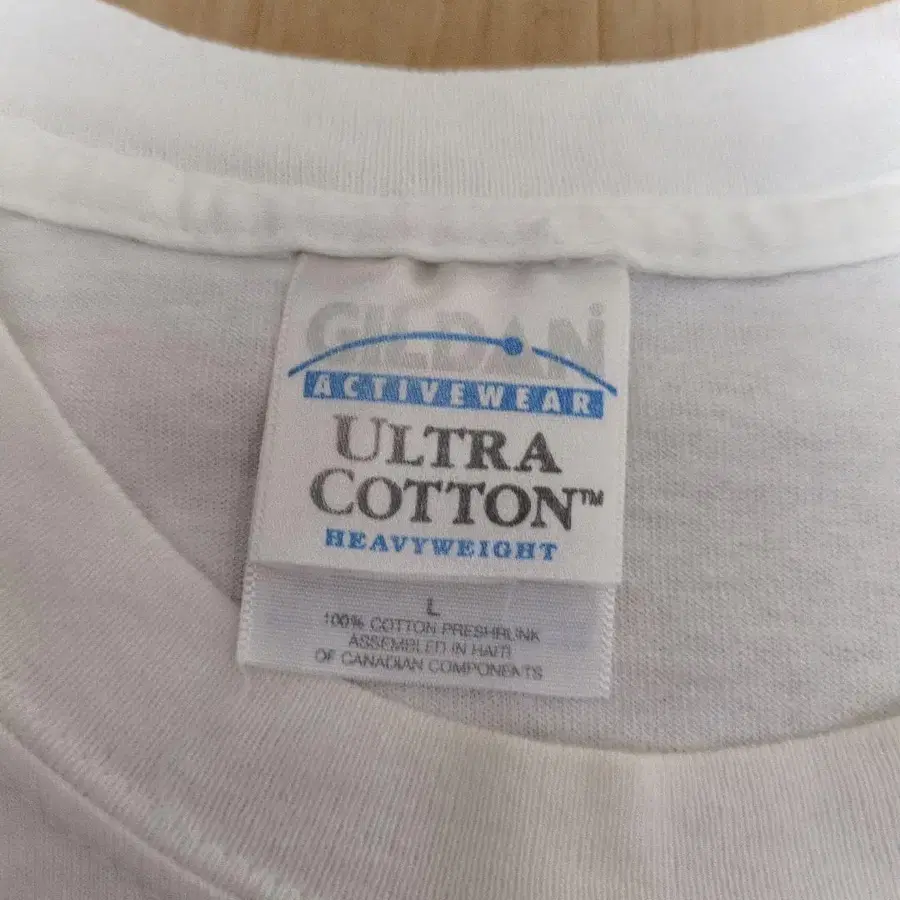 GILDAN
ACTIVEWEAR
ULTRA
COTTON™
HEAVYWEIGHT
L
100% COTTON PRESHRUNK
ASSEMBLED IN HAITI
OF CANADIAN COMPONENTS